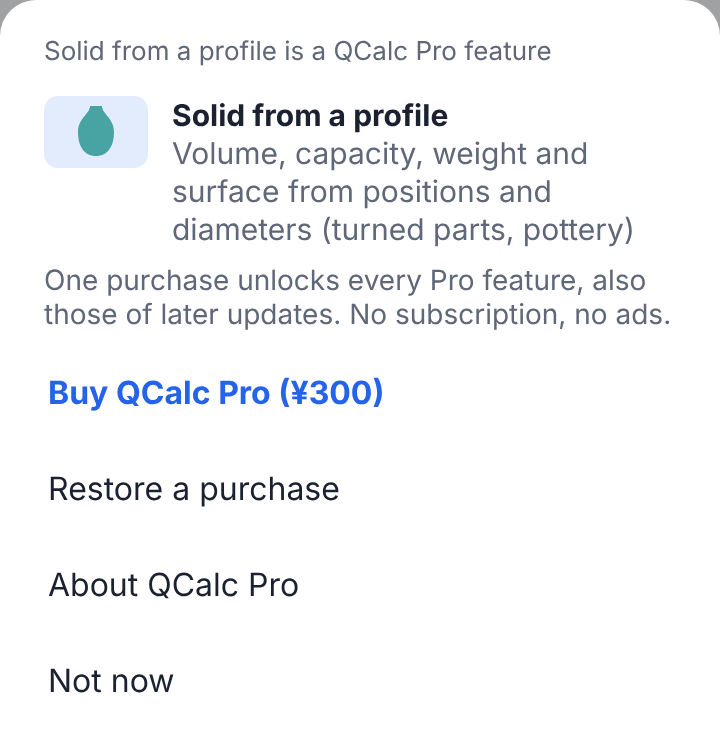 Solid from a profile is a QCalc Pro feature
Solid from a profile
Volume, capacity, weight and
surface from positions and
diameters (turned parts, pottery)
One purchase unlocks every Pro feature, also
those of later updates. No subscription, no ads.
Buy QCalc Pro (¥300)
Restore a purchase
About QCalc Pro
Not now